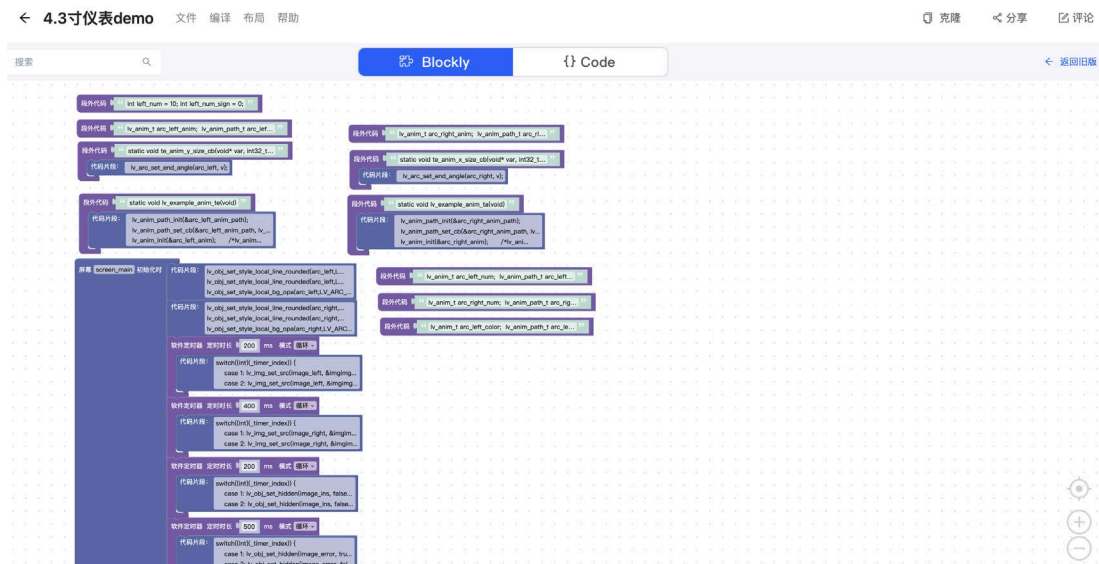 ← 4.3寸仪表demo 文件 编译 布局 帮助 克隆 分享 评论
搜索 Blockly {} Code ← 返回旧版
段外代码 “ int left_num = 10; int left_num_sign = 0; ”
段外代码 “ lv_anim_t arc_left_anim; lv_anim_path_t arc_lef... ”
段外代码 “ static void te_anim_y_size_cb(void* var, int32_t... ”
代码片段: lv_arc_set_end_angle(arc_left, v);
段外代码 “ static void lv_example_anim_te(void) ”
代码片段: lv_anim_path_init(&arc_left_anim_path);
lv_anim_path_set_cb(&arc_left_anim_path, lv_...
lv_anim_init(&arc_left_anim); /*lv_anim...
屏幕 screen_main 初始化时
代码片段: lv_obj_set_style_local_line_rounded(arc_left,L...
lv_obj_set_style_local_line_rounded(arc_left,L...
lv_obj_set_style_local_bg_opa(arc_left,LV_ARC_...
代码片段: lv_obj_set_style_local_line_rounded(arc_right,...
lv_obj_set_style_local_line_rounded(arc_right,...
lv_obj_set_style_local_bg_opa(arc_right,LV_ARC...
软件定时器 定时时长 200 ms 模式 循环
代码片段: switch((int)(_timer_index)) {
case 1: lv_img_set_src(image_left, &imgimg...
case 2: lv_img_set_src(image_left, &imgimg...
软件定时器 定时时长 400 ms 模式 循环
代码片段: switch((int)(_timer_index)) {
case 1: lv_img_set_src(image_right, &imgim...
case 2: lv_img_set_src(image_right, &imgim...
软件定时器 定时时长 200 ms 模式 循环
代码片段: switch((int)(_timer_index)) {
case 1: lv_obj_set_hidden(image_ins, false...
case 2: lv_obj_set_hidden(image_ins, false...
软件定时器 定时时长 500 ms 模式 循环
代码片段: switch((int)(_timer_index)) {
case 1: lv_obj_set_hidden(image_error, tru...
段外代码 “ lv_anim_t arc_right_anim; lv_anim_path_t arc_ri... ”
段外代码 “ static void te_anim_x_size_cb(void* var, int32_t... ”
代码片段: lv_arc_set_end_angle(arc_right, v);
段外代码 “ static void lv_example_anim_ta(void) ”
代码片段: lv_anim_path_init(&arc_right_anim_path);
lv_anim_path_set_cb(&arc_right_anim_path, lv...
lv_anim_init(&arc_right_anim); /*lv_ani...
段外代码 “ lv_anim_t arc_left_num; lv_anim_path_t arc_left... ”
段外代码 “ lv_anim_t arc_right_num; lv_anim_path_t arc_rig... ”
段外代码 “ lv_anim_t arc_left_color; lv_anim_path_t arc_le... ”